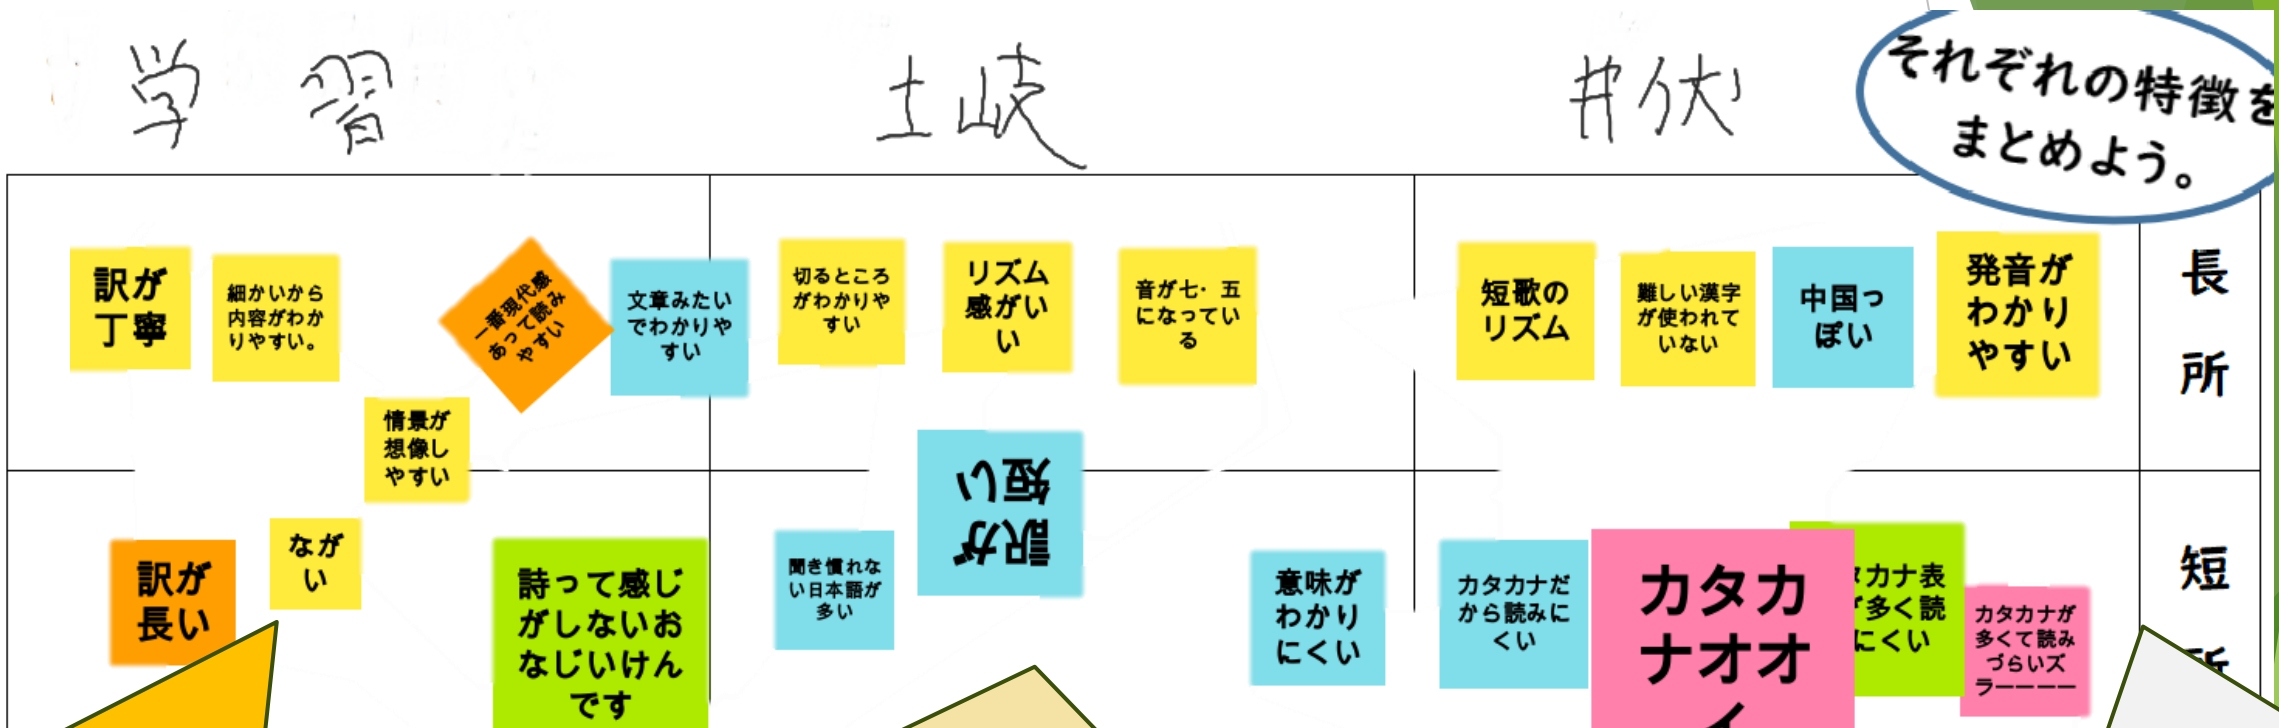 学習
土岐
井伏
それぞれの特徴を
まとめよう。
長
所
訳が
丁寧
細かいから
内容がわか
りやすい。
一番現代感
あって読み
やすい
文章みたい
でわかりや
すい
情景が
想像し
やすい
切るところ
がわかりや
すい
リズム
感がい
い
音が七・五
になってい
る
短歌の
リズム
難しい漢字
が使われて
いない
中国っ
ぽい
発音が
わかり
やすい
短
所
訳が
長い
なが
い
詩って感じ
がしないお
なじいけん
です
聞き慣れな
い日本語が
多い
訳が
短い
意味が
わかり
にくい
カタカナだ
から読みに
くい
カタカ
ナオオ
イ
カナ表
多く読
にくい
カタカナが
多くて読み
づらいズ
ラーーーー